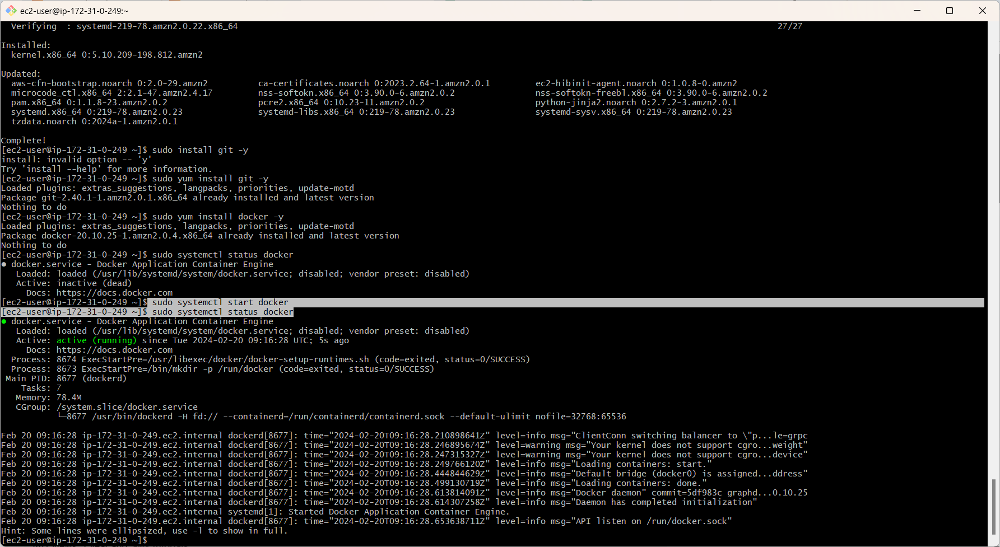 ec2-user@ip-172-31-0-249:~
  Verifying  : systemd-219-78.amzn2.0.22.x86_64    27/27
Installed:
  kernel.x86_64 0:5.10.209-198.812.amzn2
Updated:
  aws-cfn-bootstrap.noarch 0:2.0-29.amzn2    ca-certificates.noarch 0:2023.2.64-1.amzn2.0.1    ec2-hibinit-agent.noarch 0:1.0.8-0.amzn2
  microcode_ctl.x86_64 2:2.1-47.amzn2.4.17    nss-softokn.x86_64 0:3.90.0-6.amzn2.0.2    nss-softokn-freebl.x86_64 0:3.90.0-6.amzn2.0.2
  pam.x86_64 0:1.1.8-23.amzn2.0.2    pcre2.x86_64 0:10.23-11.amzn2.0.2    python-jinja2.noarch 0:2.7.2-3.amzn2.0.1
  systemd.x86_64 0:219-78.amzn2.0.23    systemd-libs.x86_64 0:219-78.amzn2.0.23    systemd-sysv.x86_64 0:219-78.amzn2.0.23
  tzdata.noarch 0:2024a-1.amzn2.0.1
Complete!
[ec2-user@ip-172-31-0-249 ~]$ sudo install git -y
install: invalid option -- 'y'
Try 'install --help' for more information.
[ec2-user@ip-172-31-0-249 ~]$ sudo yum install git -y
Loaded plugins: extras_suggestions, langpacks, priorities, update-motd
Package git-2.40.1-1.amzn2.0.1.x86_64 already installed and latest version
Nothing to do
[ec2-user@ip-172-31-0-249 ~]$ sudo yum install docker -y
Loaded plugins: extras_suggestions, langpacks, priorities, update-motd
Package docker-20.10.25-1.amzn2.0.4.x86_64 already installed and latest version
Nothing to do
[ec2-user@ip-172-31-0-249 ~]$ sudo systemctl status docker
● docker.service - Docker Application Container Engine
   Loaded: loaded (/usr/lib/systemd/system/docker.service; disabled; vendor preset: disabled)
   Active: inactive (dead)
     Docs: https://docs.docker.com
[ec2-user@ip-172-31-0-249 ~]$ sudo systemctl start docker
[ec2-user@ip-172-31-0-249 ~]$ sudo systemctl status docker
● docker.service - Docker Application Container Engine
   Loaded: loaded (/usr/lib/systemd/system/docker.service; disabled; vendor preset: disabled)
   Active: active (running) since Tue 2024-02-20 09:16:28 UTC; 5s ago
     Docs: https://docs.docker.com
  Process: 8674 ExecStartPre=/usr/libexec/docker/docker-setup-runtimes.sh (code=exited, status=0/SUCCESS)
  Process: 8673 ExecStartPre=/bin/mkdir -p /run/docker (code=exited, status=0/SUCCESS)
 Main PID: 8677 (dockerd)
    Tasks: 7
   Memory: 78.4M
   CGroup: /system.slice/docker.service
           └─8677 /usr/bin/dockerd -H fd:// --containerd=/run/containerd/containerd.sock --default-ulimit nofile=32768:65536
Feb 20 09:16:28 ip-172-31-0-249.ec2.internal dockerd[8677]: time="2024-02-20T09:16:28.210898641Z" level=info msg="ClientConn switching balancer to \"p...le=grpc
Feb 20 09:16:28 ip-172-31-0-249.ec2.internal dockerd[8677]: time="2024-02-20T09:16:28.246895674Z" level=warning msg="Your kernel does not support cgro...weight"
Feb 20 09:16:28 ip-172-31-0-249.ec2.internal dockerd[8677]: time="2024-02-20T09:16:28.247315327Z" level=warning msg="Your kernel does not support cgro...device"
Feb 20 09:16:28 ip-172-31-0-249.ec2.internal dockerd[8677]: time="2024-02-20T09:16:28.249766120Z" level=info msg="Loading containers: start."
Feb 20 09:16:28 ip-172-31-0-249.ec2.internal dockerd[8677]: time="2024-02-20T09:16:28.444844629Z" level=info msg="Default bridge (docker0) is assigned...ddress"
Feb 20 09:16:28 ip-172-31-0-249.ec2.internal dockerd[8677]: time="2024-02-20T09:16:28.499130719Z" level=info msg="Loading containers: done."
Feb 20 09:16:28 ip-172-31-0-249.ec2.internal dockerd[8677]: time="2024-02-20T09:16:28.613814091Z" level=info msg="Docker daemon" commit=5df983c graphd...0.10.25
Feb 20 09:16:28 ip-172-31-0-249.ec2.internal dockerd[8677]: time="2024-02-20T09:16:28.614307258Z" level=info msg="Daemon has completed initialization"
Feb 20 09:16:28 ip-172-31-0-249.ec2.internal systemd[1]: Started Docker Application Container Engine.
Feb 20 09:16:28 ip-172-31-0-249.ec2.internal dockerd[8677]: time="2024-02-20T09:16:28.653638711Z" level=info msg="API listen on /run/docker.sock"
Hint: Some lines were ellipsized, use -l to show in full.
[ec2-user@ip-172-31-0-249 ~]$